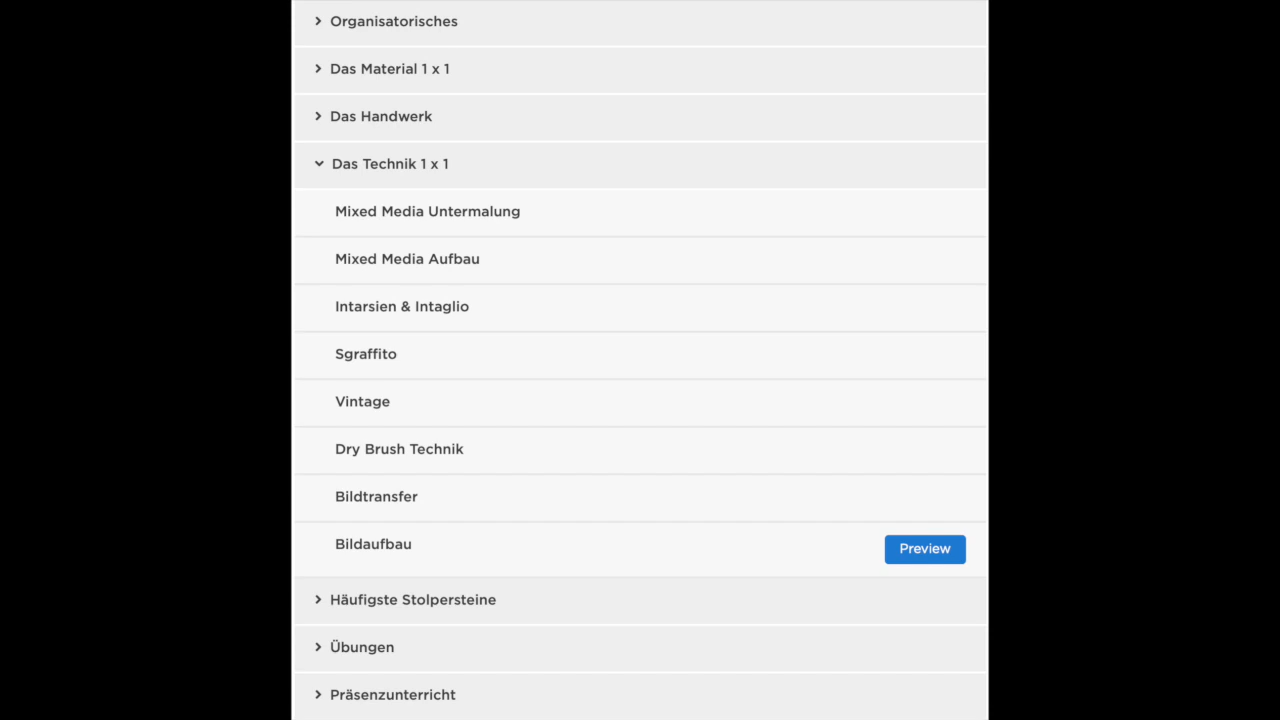 Organisatorisches
Das Material 1 x 1
Das Handwerk
Das Technik 1 x 1
Mixed Media Untermalung
Mixed Media Aufbau
Intarsien & Intaglio
Sgraffito
Vintage
Dry Brush Technik
Bildtransfer
Bildaufbau
Preview
Häufigste Stolpersteine
Übungen
Präsenzunterricht